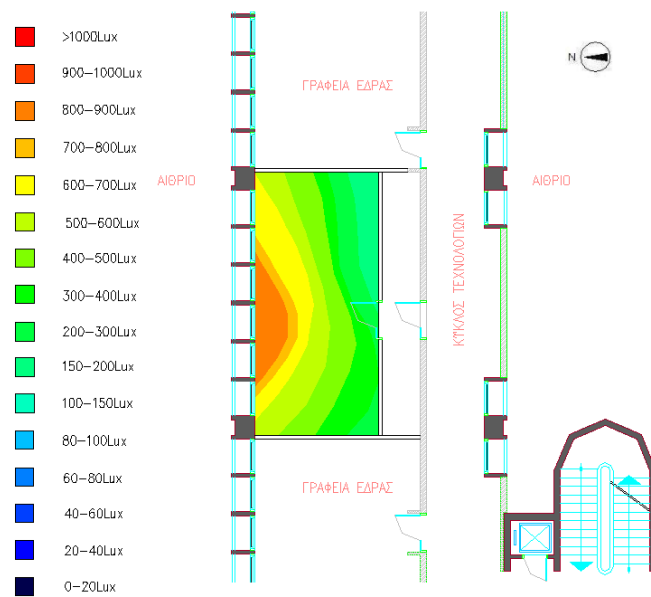 >1000Lux
900-1000Lux
800-900Lux
700-800Lux
600-700Lux
500-600Lux
400-500Lux
300-400Lux
200-300Lux
150-200Lux
100-150Lux
80-100Lux
60-80Lux
40-60Lux
20-40Lux
0-20Lux
ΓΡΑΦΕΙΑ ΕΔΡΑΣ
N
ΑΙΘΡΙΟ
ΑΙΘΡΙΟ
ΚΥΚΛΟΣ ΤΕΧΝΟΛΟΓΙΩΝ
ΓΡΑΦΕΙΑ ΕΔΡΑΣ